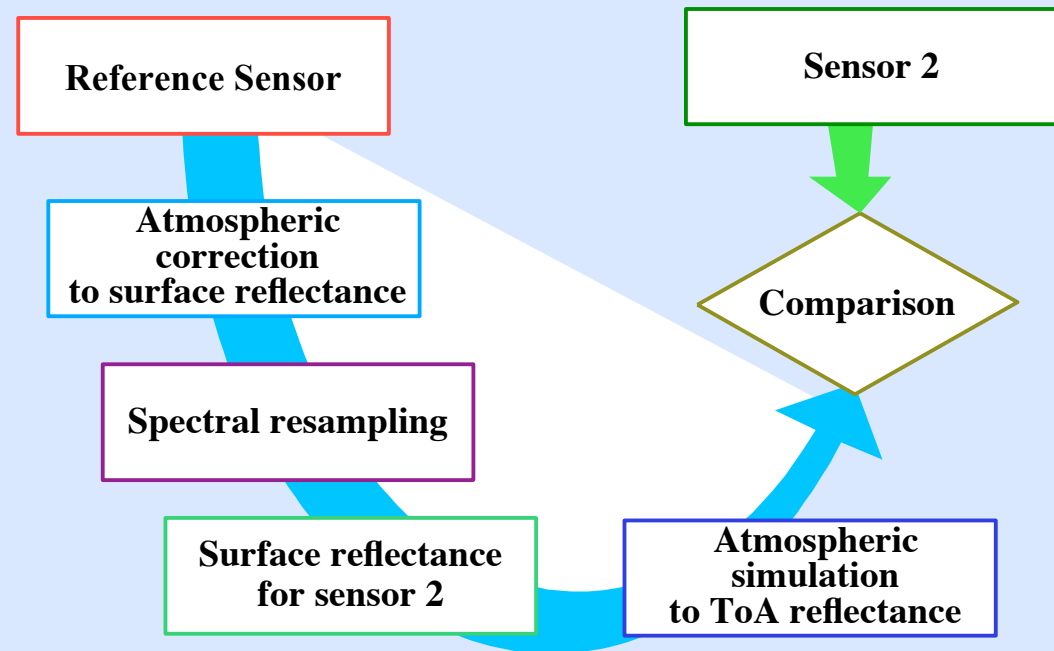 Reference Sensor
Sensor 2
Atmospheric
correction
to surface reflectance
Comparison
Spectral resampling
Surface reflectance
for sensor 2
Atmospheric
simulation
to ToA reflectance